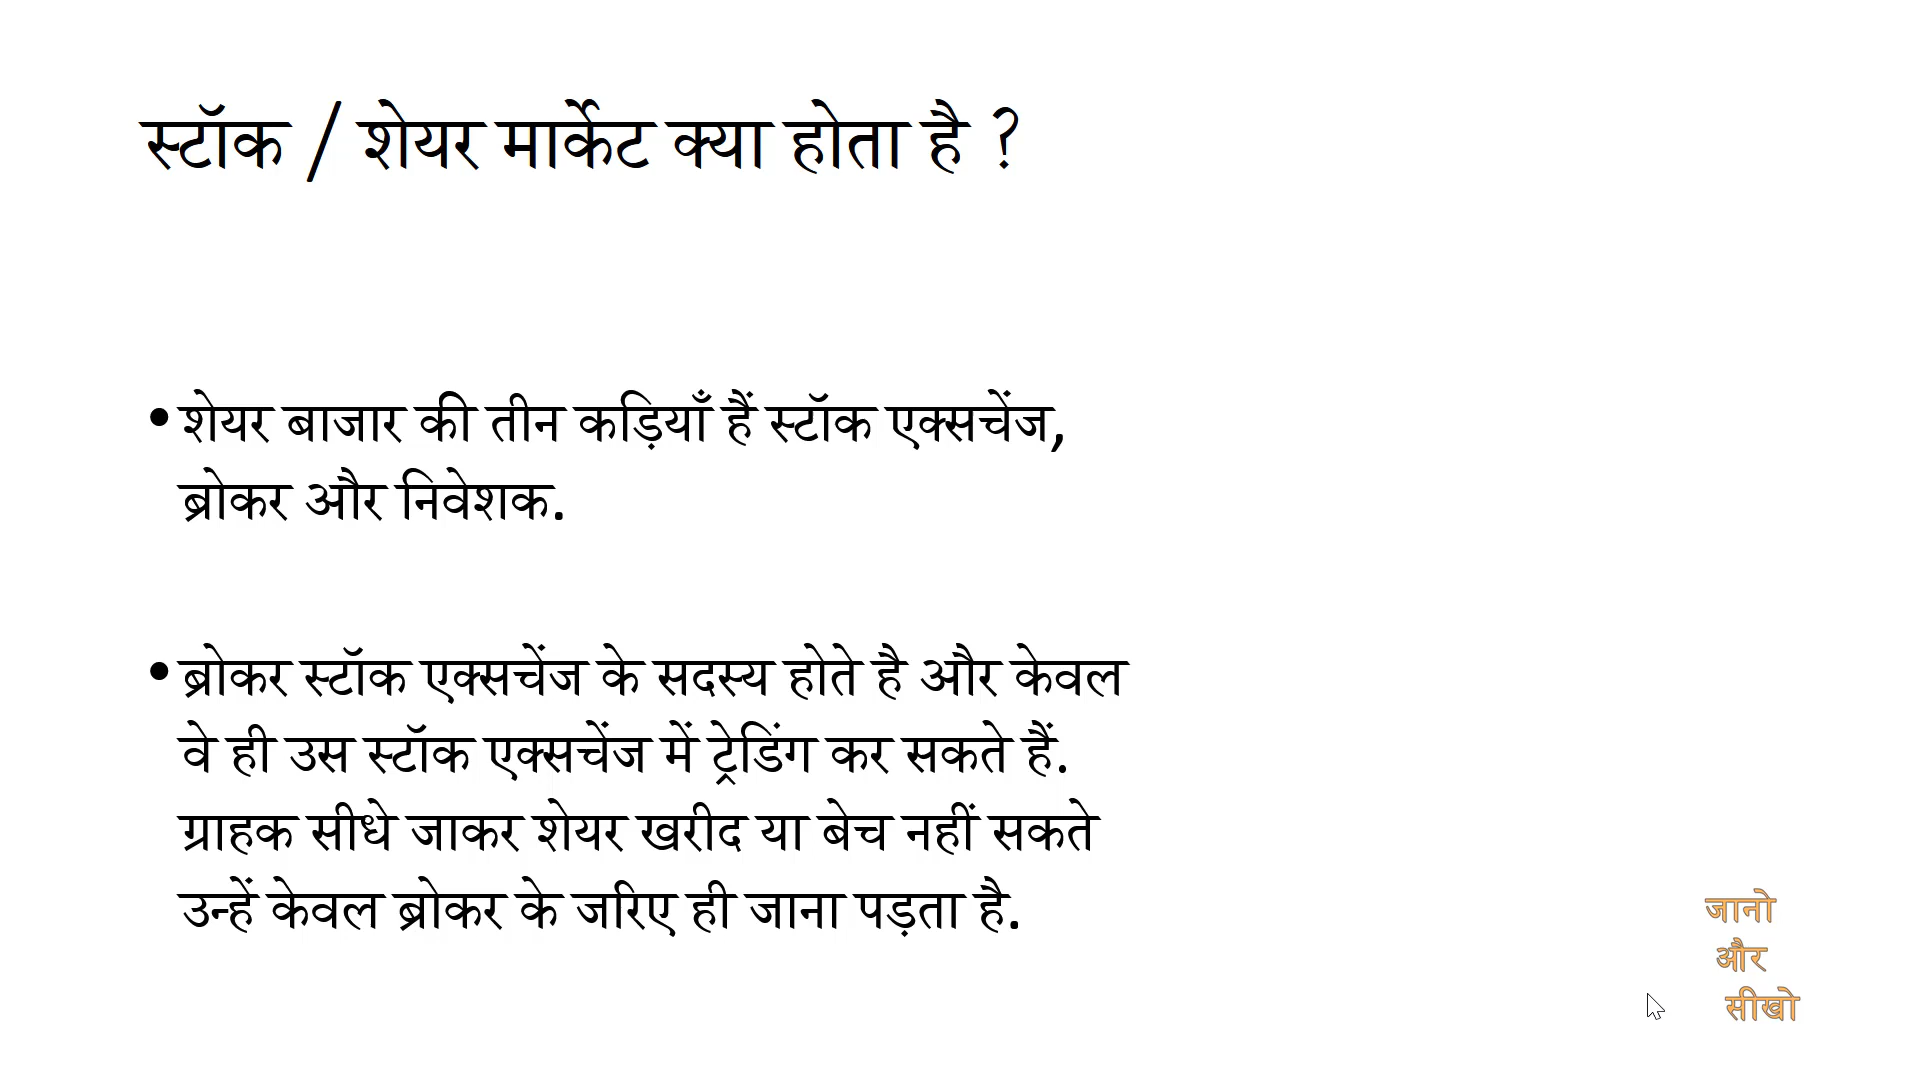 स्टॉक / शेयर मार्केट क्या होता है ?
• शेयर बाजार की तीन कड़ियाँ हैं स्टॉक एक्सचेंज,
ब्रोकर और निवेशक.
• ब्रोकर स्टॉक एक्सचेंज के सदस्य होते है और केवल
वे ही उस स्टॉक एक्सचेंज में ट्रेडिंग कर सकते हैं.
ग्राहक सीधे जाकर शेयर खरीद या बेच नहीं सकते
उन्हें केवल ब्रोकर के जरिए ही जाना पड़ता है.
जानो
और
सीखो